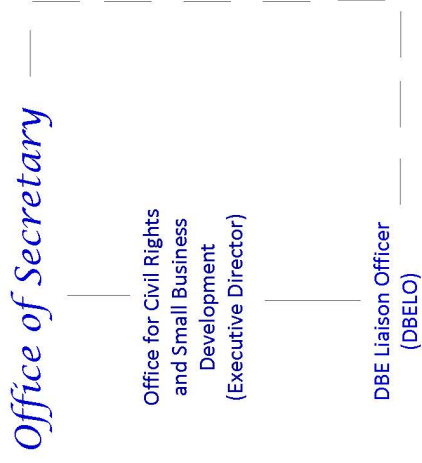 Office of Secretary
Office for Civil Rights
and Small Business
Development
(Executive Director)
DBE Liaison Officer
(DBELO)